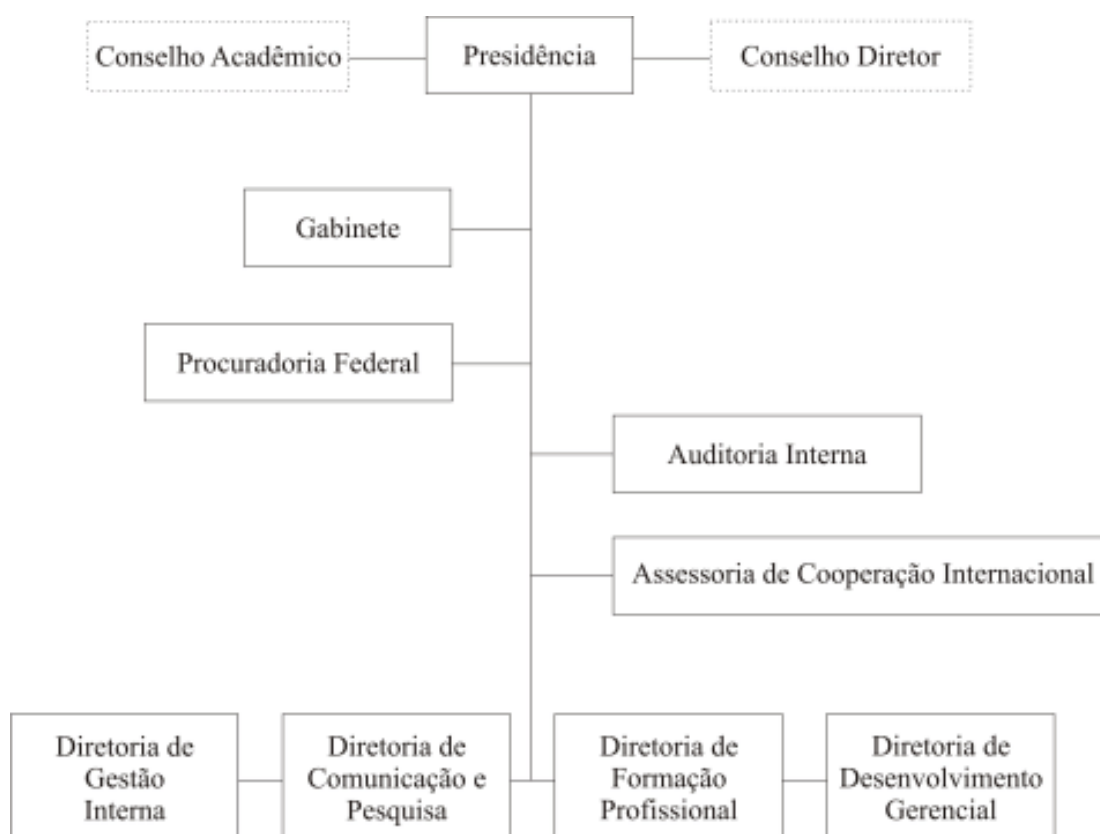 Conselho Acadêmico
Presidência
Conselho Diretor
Gabinete
Procuradoria Federal
Auditoria Interna
Assessoria de Cooperação Internacional
Diretoria de
Gestão
Interna
Diretoria de
Comunicação e
Pesquisa
Diretoria de
Formação
Profissional
Diretoria de
Desenvolvimento
Gerencial